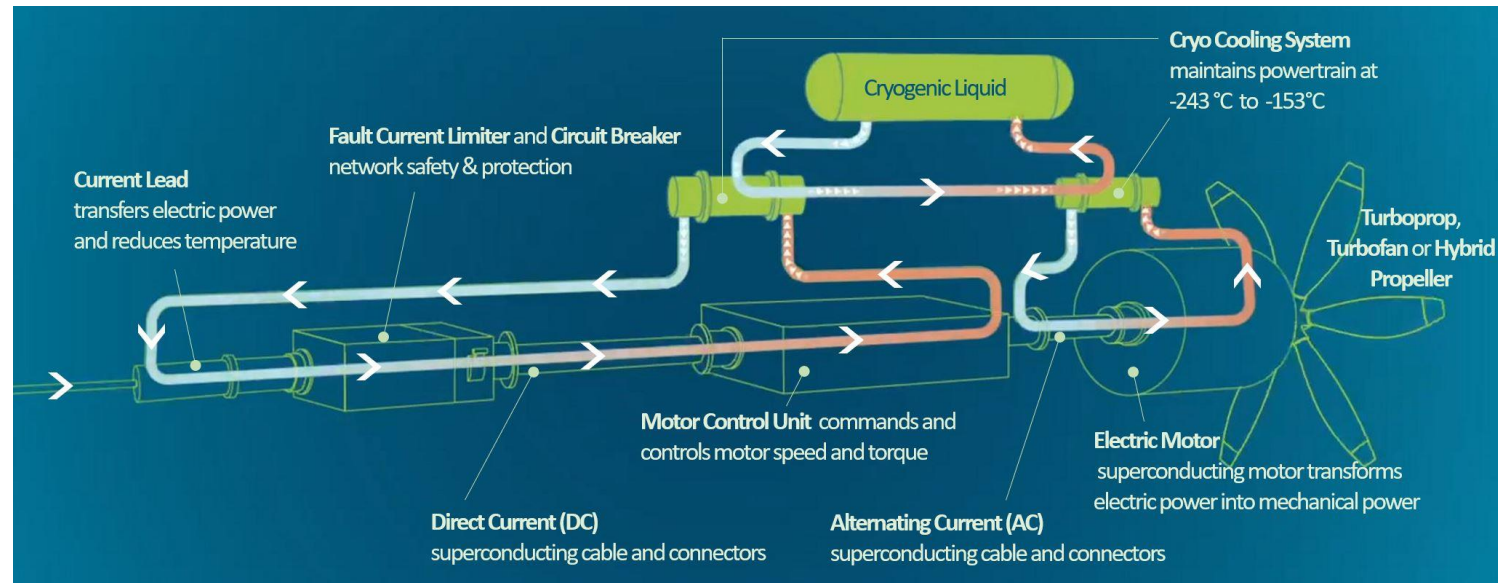 Cryo Cooling System
maintains powertrain at
-243 °C to -153°C
Cryogenic Liquid
Fault Current Limiter and Circuit Breaker
network safety & protection
Current Lead
transfers electric power
and reduces temperature
Turboprop,
Turbofan or Hybrid
Propeller
Motor Control Unit commands and
controls motor speed and torque
Electric Motor
superconducting motor transforms
electric power into mechanical power
Direct Current (DC)
superconducting cable and connectors
Alternating Current (AC)
superconducting cable and connectors